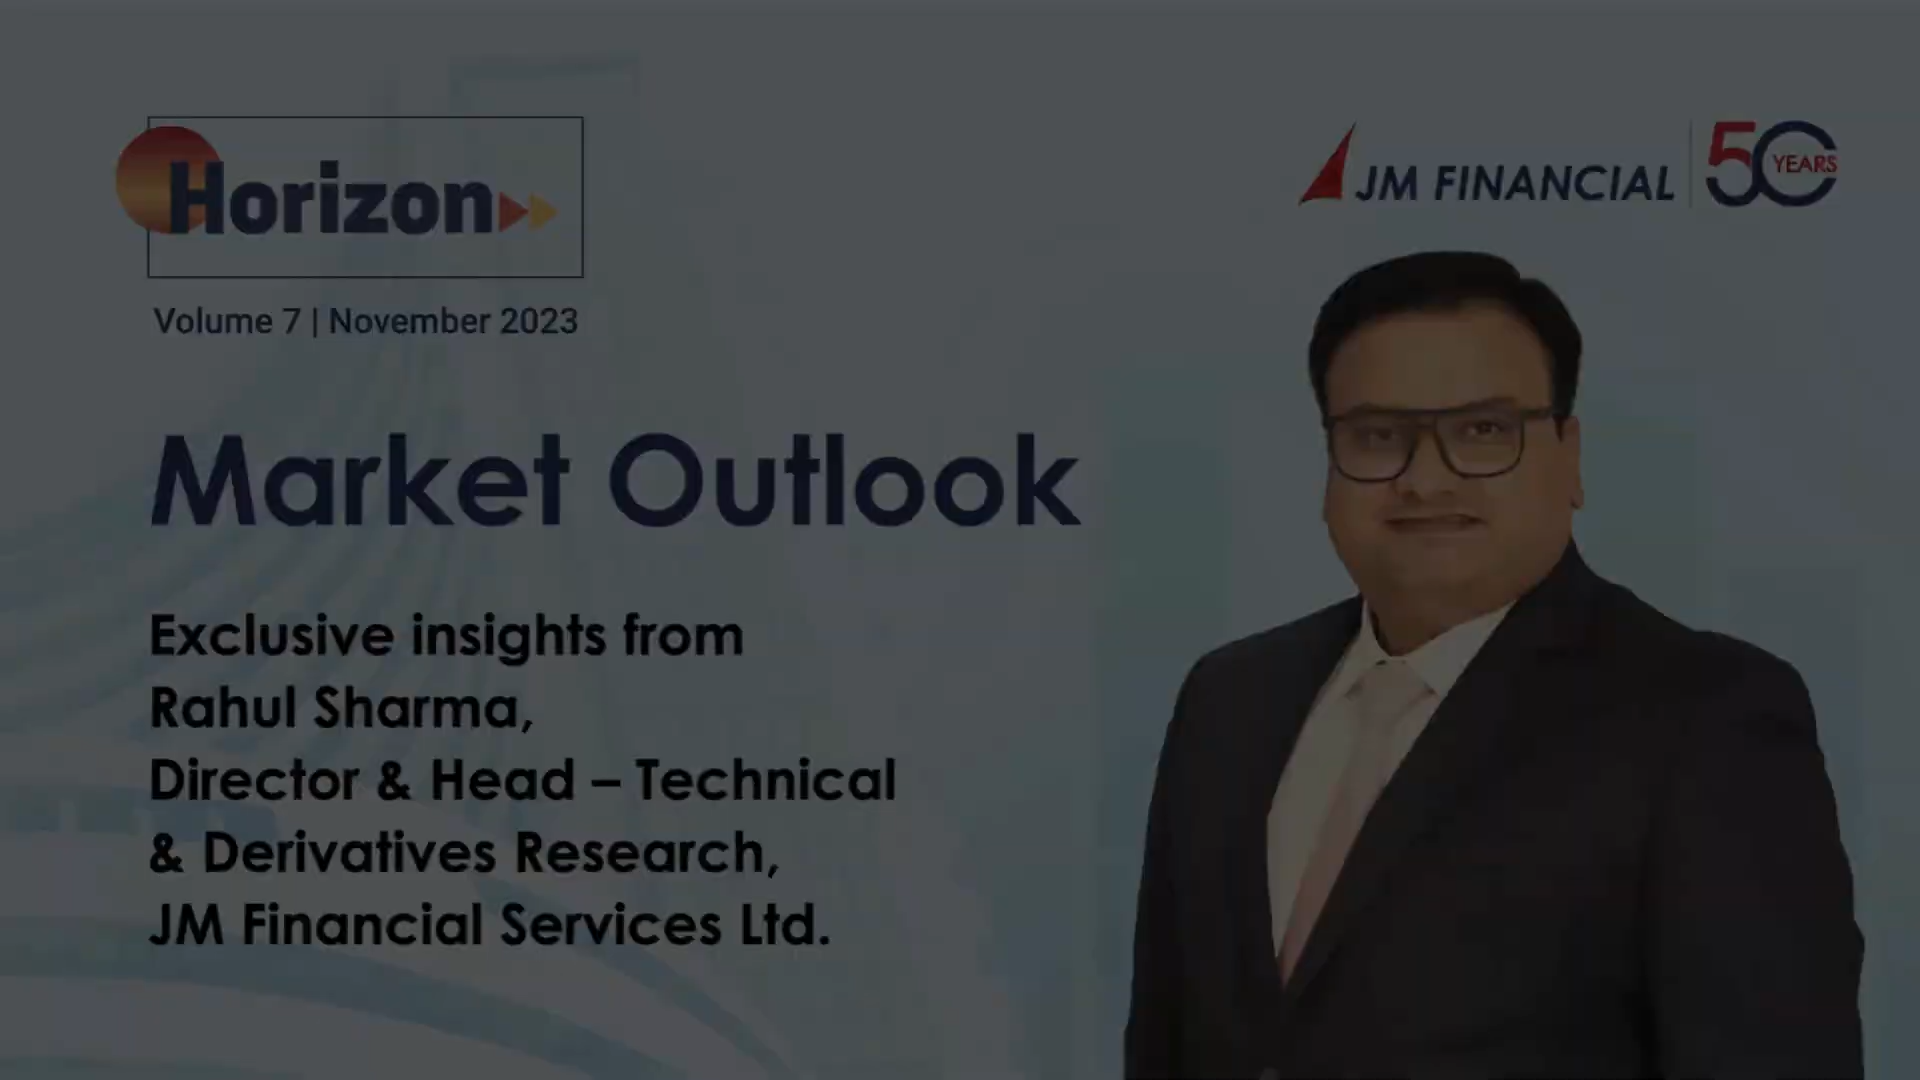 Horizon
JM FINANCIAL
50 YEARS
Volume 7 | November 2023
Market Outlook
Exclusive insights from
Rahul Sharma,
Director & Head – Technical
& Derivatives Research,
JM Financial Services Ltd.